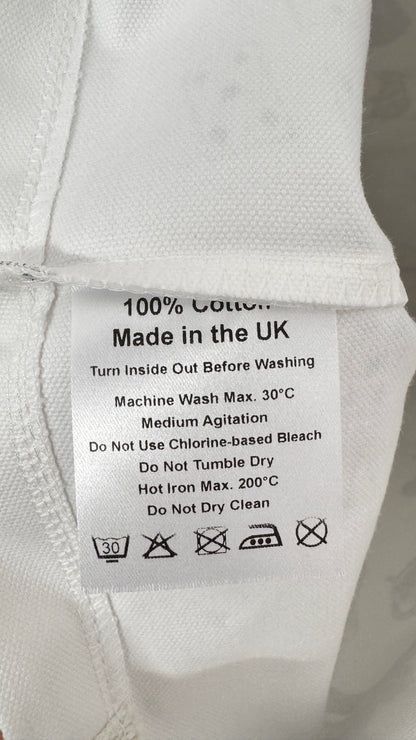 100% Cotton
Made in the UK
Turn Inside Out Before Washing
Machine Wash Max. 30°C
Medium Agitation
Do Not Use Chlorine-based Bleach
Do Not Tumble Dry
Hot Iron Max. 200°C
Do Not Dry Clean
30